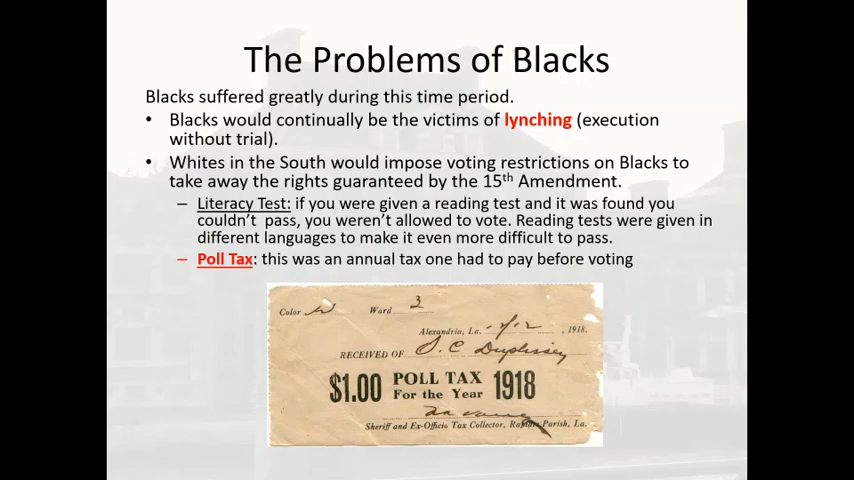 The Problems of Blacks
Blacks suffered greatly during this time period.
• Blacks would continually be the victims of lynching (execution
without trial).
• Whites in the South would impose voting restrictions on Blacks to
take away the rights guaranteed by the 15th Amendment.
– Literacy Test: if you were given a reading test and it was found you
couldn't pass, you weren't allowed to vote. Reading tests were given in
different languages to make it even more difficult to pass.
– Poll Tax: this was an annual tax one had to pay before voting
Color Ward 3
Alexandria, La. , 1918.
RECEIVED OF
$1.00 POLL TAX 1918
For the Year
Sheriff and Ex-Officio Tax Collector, Rapides Parish, La.